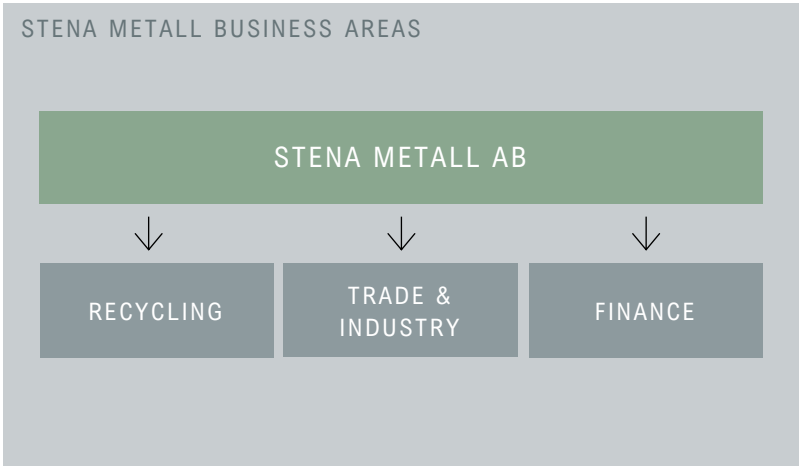 STENA METALL BUSINESS AREAS
STENA METALL AB
RECYCLING
TRADE &
INDUSTRY
FINANCE